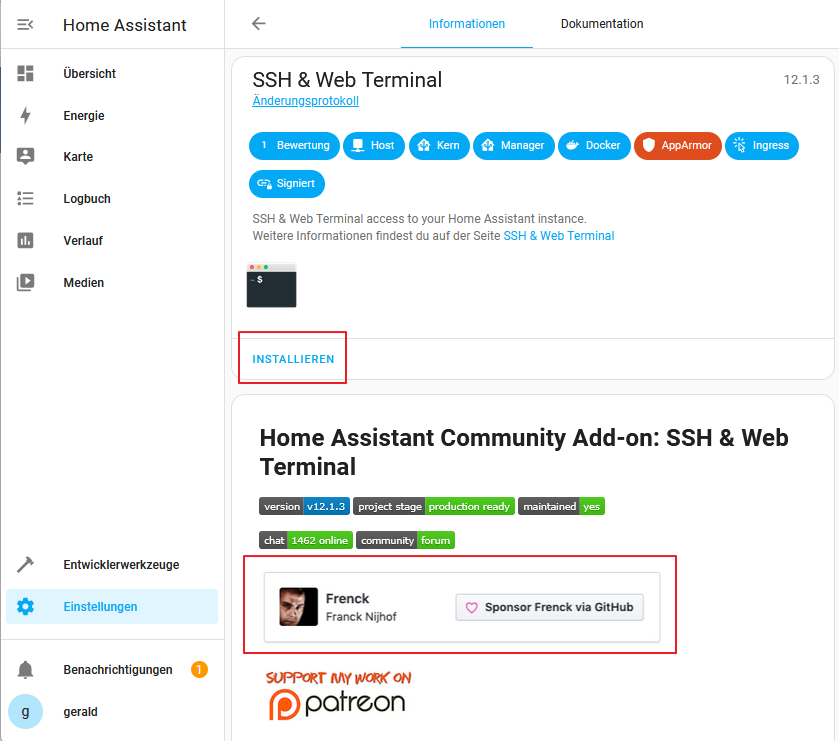 Home Assistant
Informationen
Dokumentation
Übersicht
Energie
Karte
Logbuch
Verlauf
Medien
Entwicklerwerkzeuge
Einstellungen
Benachrichtigungen 1
g gerald
SSH & Web Terminal
12.1.3
Änderungsprotokoll
1 Bewertung
Host
Kern
Manager
Docker
AppArmor
Ingress
Signiert
SSH & Web Terminal access to your Home Assistant instance.
Weitere Informationen findest du auf der Seite SSH & Web Terminal
~ $
INSTALLIEREN
Home Assistant Community Add-on: SSH & Web
Terminal
version v12.1.3
project stage production ready
maintained yes
chat 1462 online
community forum
Frenck
Franck Nijhof
Sponsor Frenck via GitHub
SUPPORT MY WORK ON
patreon